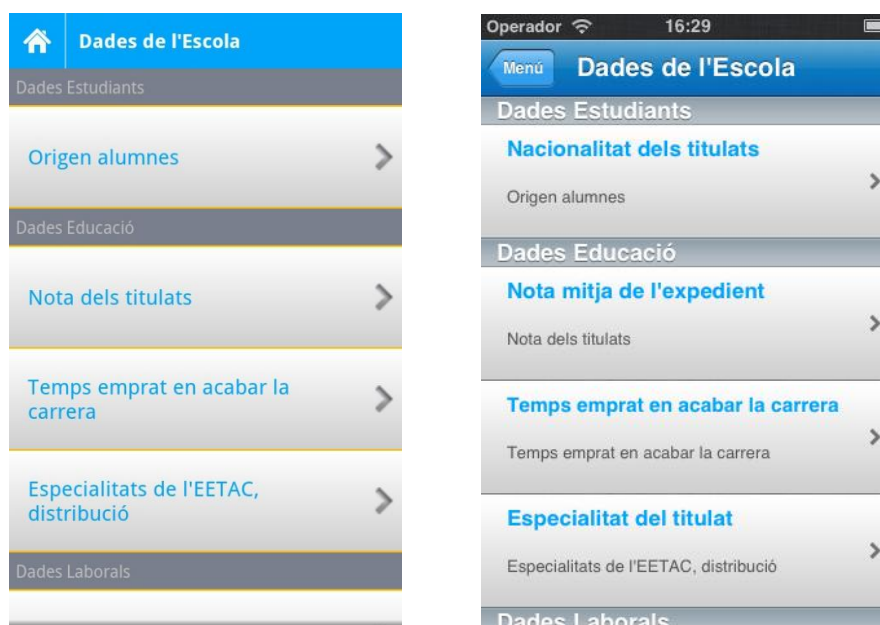 Dades de l'Escola
Dades Estudiants
Origen alumnes
Dades Educació
Nota dels titulats
Temps emprat en acabar la
carrera
Especialitats de l'EETAC,
distribució
Dades Laborals
Operador 16:29
Menú Dades de l'Escola
Dades Estudiants
Nacionalitat dels titulats
Origen alumnes
Dades Educació
Nota mitja de l'expedient
Nota dels titulats
Temps emprat en acabar la carrera
Temps emprat en acabar la carrera
Especialitat del titulat
Especialitats de l'EETAC, distribució
Dades Laborals